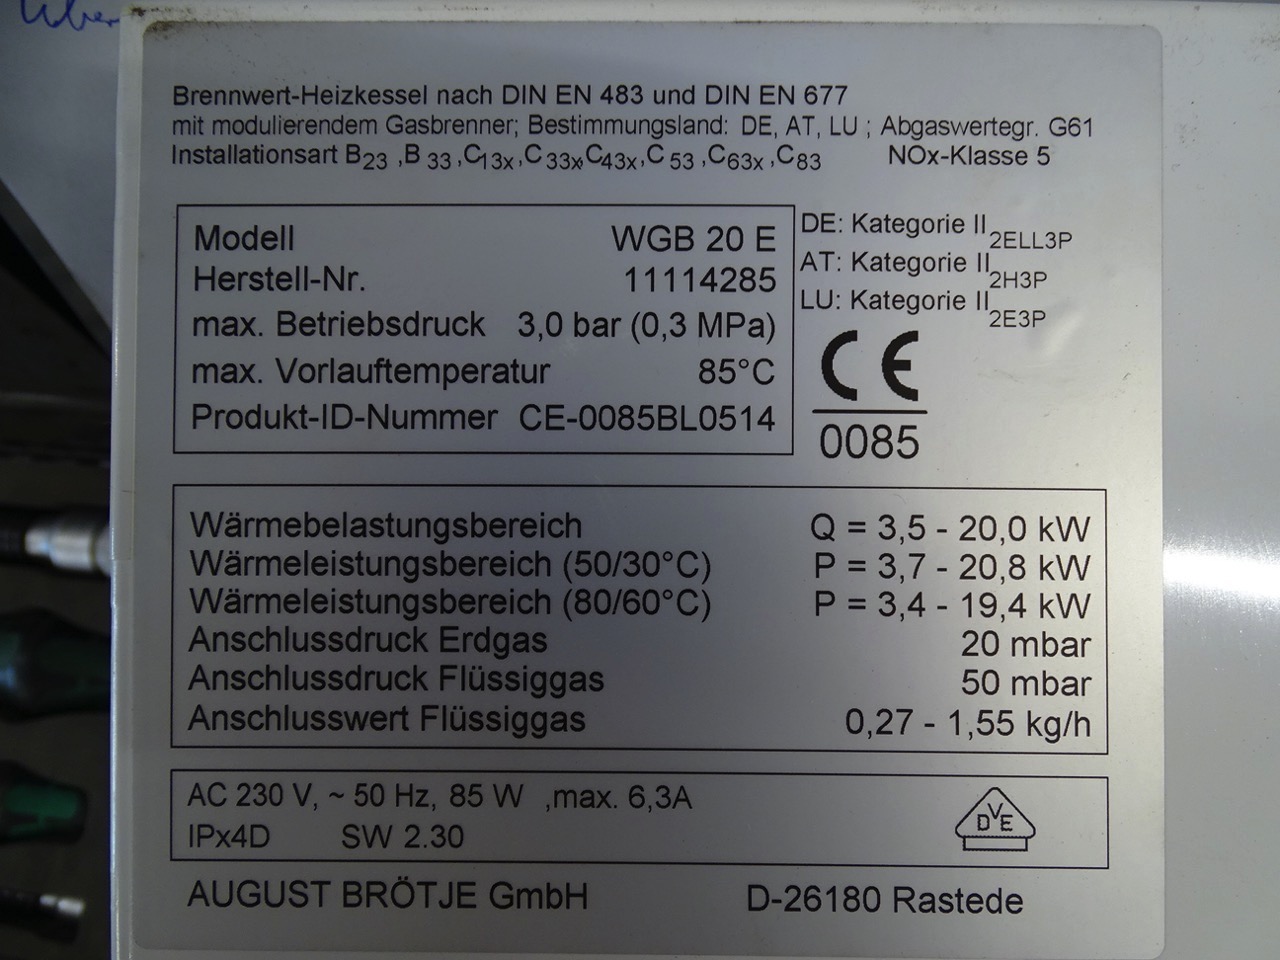 Brennwert-Heizkessel nach DIN EN 483 und DIN EN 677
mit modulierendem Gasbrenner; Bestimmungsland: DE, AT, LU ; Abgaswertegr. G61
Installationsart B23 ,B 33 ,C13x ,C 33x ,C43x ,C 53 ,C63x ,C83 NOx-Klasse 5
Modell WGB 20 E
Herstell-Nr. 11114285
max. Betriebsdruck 3,0 bar (0,3 MPa)
max. Vorlauftemperatur 85°C
Produkt-ID-Nummer CE-0085BL0514
DE: Kategorie II2ELL3P
AT: Kategorie II2H3P
LU: Kategorie II2E3P
CE
0085
Wärmebelastungsbereich Q = 3,5 - 20,0 kW
Wärmeleistungsbereich (50/30°C) P = 3,7 - 20,8 kW
Wärmeleistungsbereich (80/60°C) P = 3,4 - 19,4 kW
Anschlussdruck Erdgas 20 mbar
Anschlussdruck Flüssiggas 50 mbar
Anschlusswert Flüssiggas 0,27 - 1,55 kg/h
AC 230 V, ~ 50 Hz, 85 W ,max. 6,3A
IPx4D SW 2.30
DVE
AUGUST BRÖTJE GmbH D-26180 Rastede